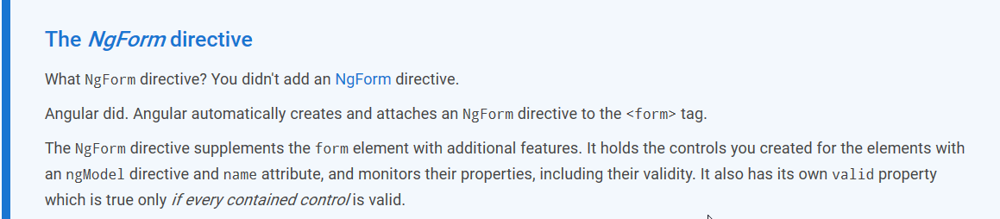 The NgForm directive
What NgForm directive? You didn't add an NgForm directive.
Angular did. Angular automatically creates and attaches an NgForm directive to the <form> tag.
The NgForm directive supplements the form element with additional features. It holds the controls you created for the elements with
an ngModel directive and name attribute, and monitors their properties, including their validity. It also has its own valid property
which is true only if every contained control is valid.